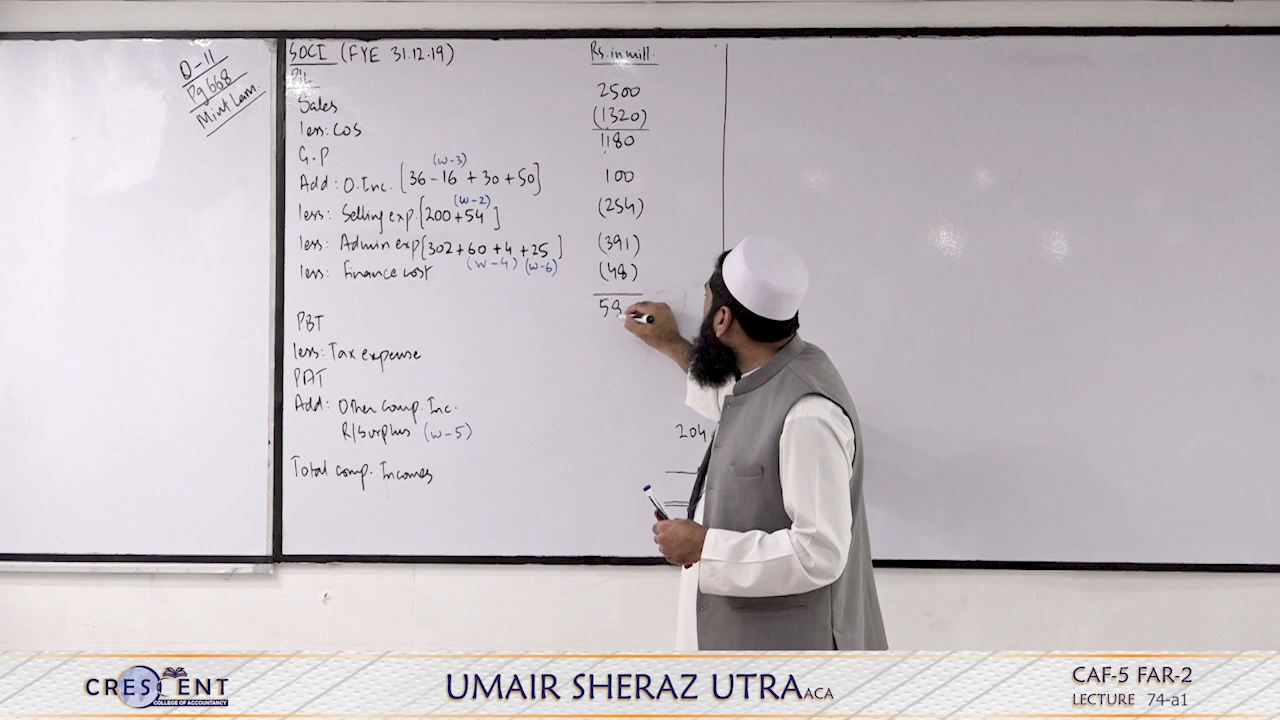 Q-11
Pg 668
Mint Lem.
SOCI (FYE 31.12.19) Rs. in mill.
P/L
Sales 2500
less: COS (1320)
G.P 1180
(W-3)
Add: O. Inc. [36 - 16 + 30 + 50] 100
(W-2)
less: Selling exp. [200 + 54] (254)
less: Admin exp [302 + 60 + 4 + 25] (391)
(W-4) (W-6)
less: Finance cost (48)
PBT 58
less: Tax expense
PAT
Add: Other Comp. Inc.
R/Surplus (W-5) 204
Total comp. Incomes
CRESCENT
COLLEGE OF ACCOUNTANCY
UMAIR SHERAZ UTRA ACA
CAF-5 FAR-2
LECTURE 74-a1